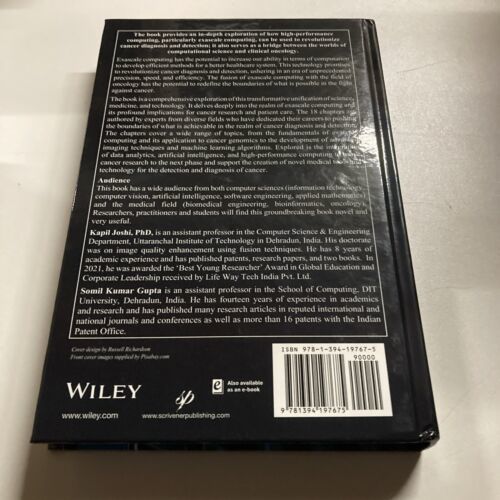 The book provides an in-depth exploration of how high-performance
computing, particularly exascale computing, can be used to revolutionize
cancer diagnosis and detection; it also serves as a bridge between the worlds of
computational science and clinical oncology.
Exascale computing has the potential to increase our ability in terms of computation
to develop efficient methods for a better healthcare system. This technology promises
to revolutionize cancer diagnosis and detection, ushering in an era of unprecedented
precision, speed, and efficiency. The fusion of exascale computing with the field of
oncology has the potential to redefine the boundaries of what is possible in the fight
against cancer.
The book is a comprehensive exploration of this transformative unification of science,
medicine, and technology. It delves deeply into the realm of exascale computing and
its profound implications for cancer research and patient care. The 18 chapters are
authored by experts from diverse fields who have dedicated their careers to pushing
the boundaries of what is achievable in the realm of cancer diagnosis and detection.
The chapters cover a wide range of topics, from the fundamentals of exascale
computing and its application to cancer genomics to the development of advanced
imaging techniques and machine learning algorithms. Explored is the integration
of data analytics, artificial intelligence, and high-performance computing to
cancer research to the next phase and support the creation of novel medical tools and
technology for the detection and diagnosis of cancer.
Audience
This book has a wide audience from both computer sciences (information technology,
computer vision, artificial intelligence, software engineering, applied mathematics)
and the medical field (biomedical engineering, bioinformatics, oncology).
Researchers, practitioners and students will find this groundbreaking book novel and
very useful.
Kapil Joshi, PhD, is an assistant professor in the Computer Science & Engineering
Department, Uttaranchal Institute of Technology in Dehradun, India. His doctorate
was on image quality enhancement using fusion techniques. He has 8 years of
academic experience and has published patents, research papers, and two books. In
2021, he was awarded the 'Best Young Researcher' Award in Global Education and
Corporate Leadership received by Life Way Tech India Pvt. Ltd.
Somil Kumar Gupta is an assistant professor in the School of Computing, DIT
University, Dehradun, India. He has fourteen years of experience in academics
and research and has published many research articles in reputed international and
national journals and conferences as well as more than 16 patents with the Indian
Patent Office.
Cover design by Russell Richardson
Front cover images supplied by Pixabay.com
ISBN 978-1-394-19767-5
90000
9 781394 197675
WILEY
www.wiley.com
sp
www.scrivenerpublishing.com
e
Also available
as an e-book